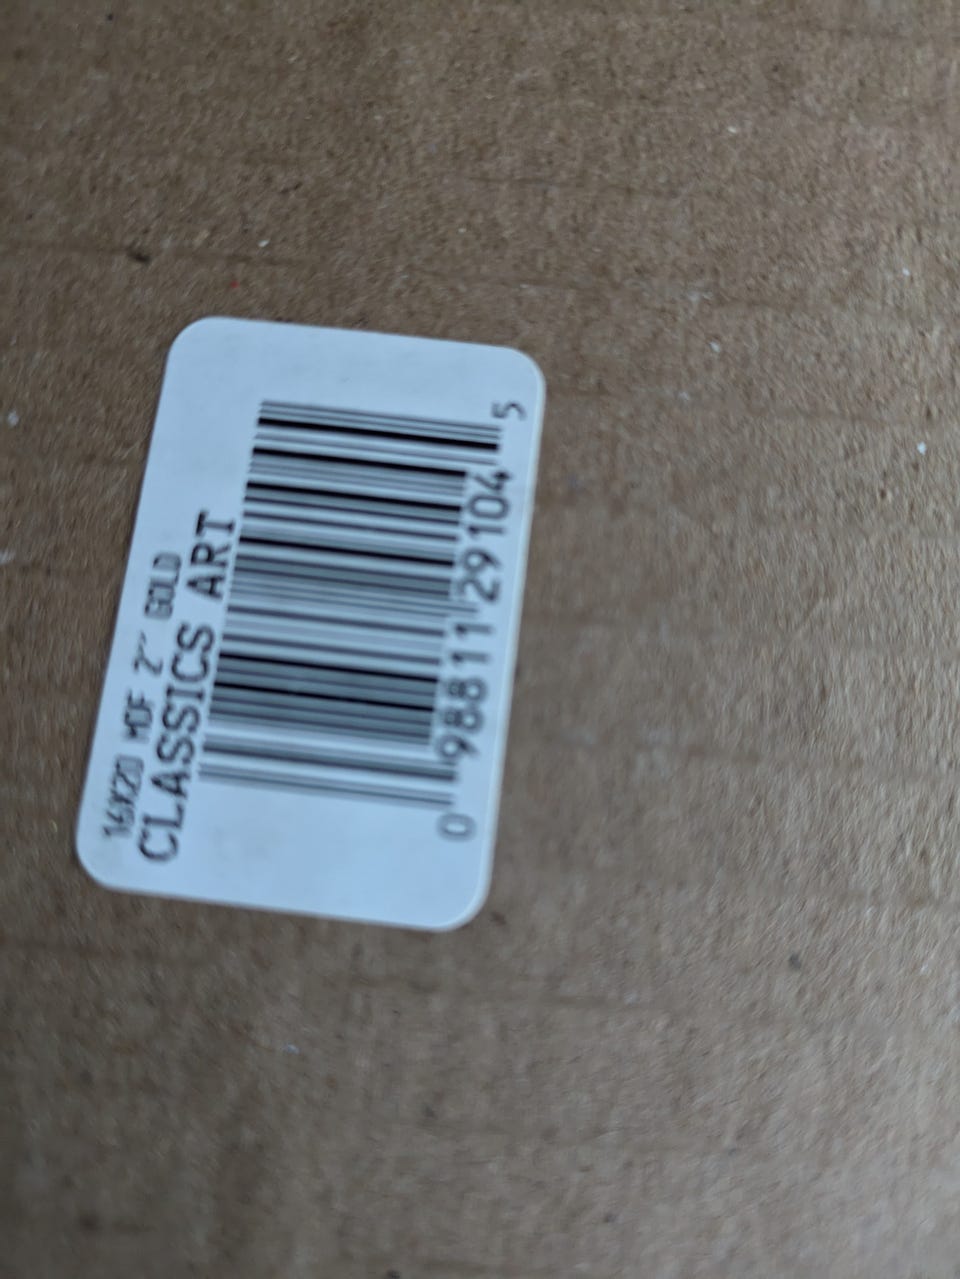 16X20 MDF 2" GOLD
CLASSICS ART
0 98811 29104 5